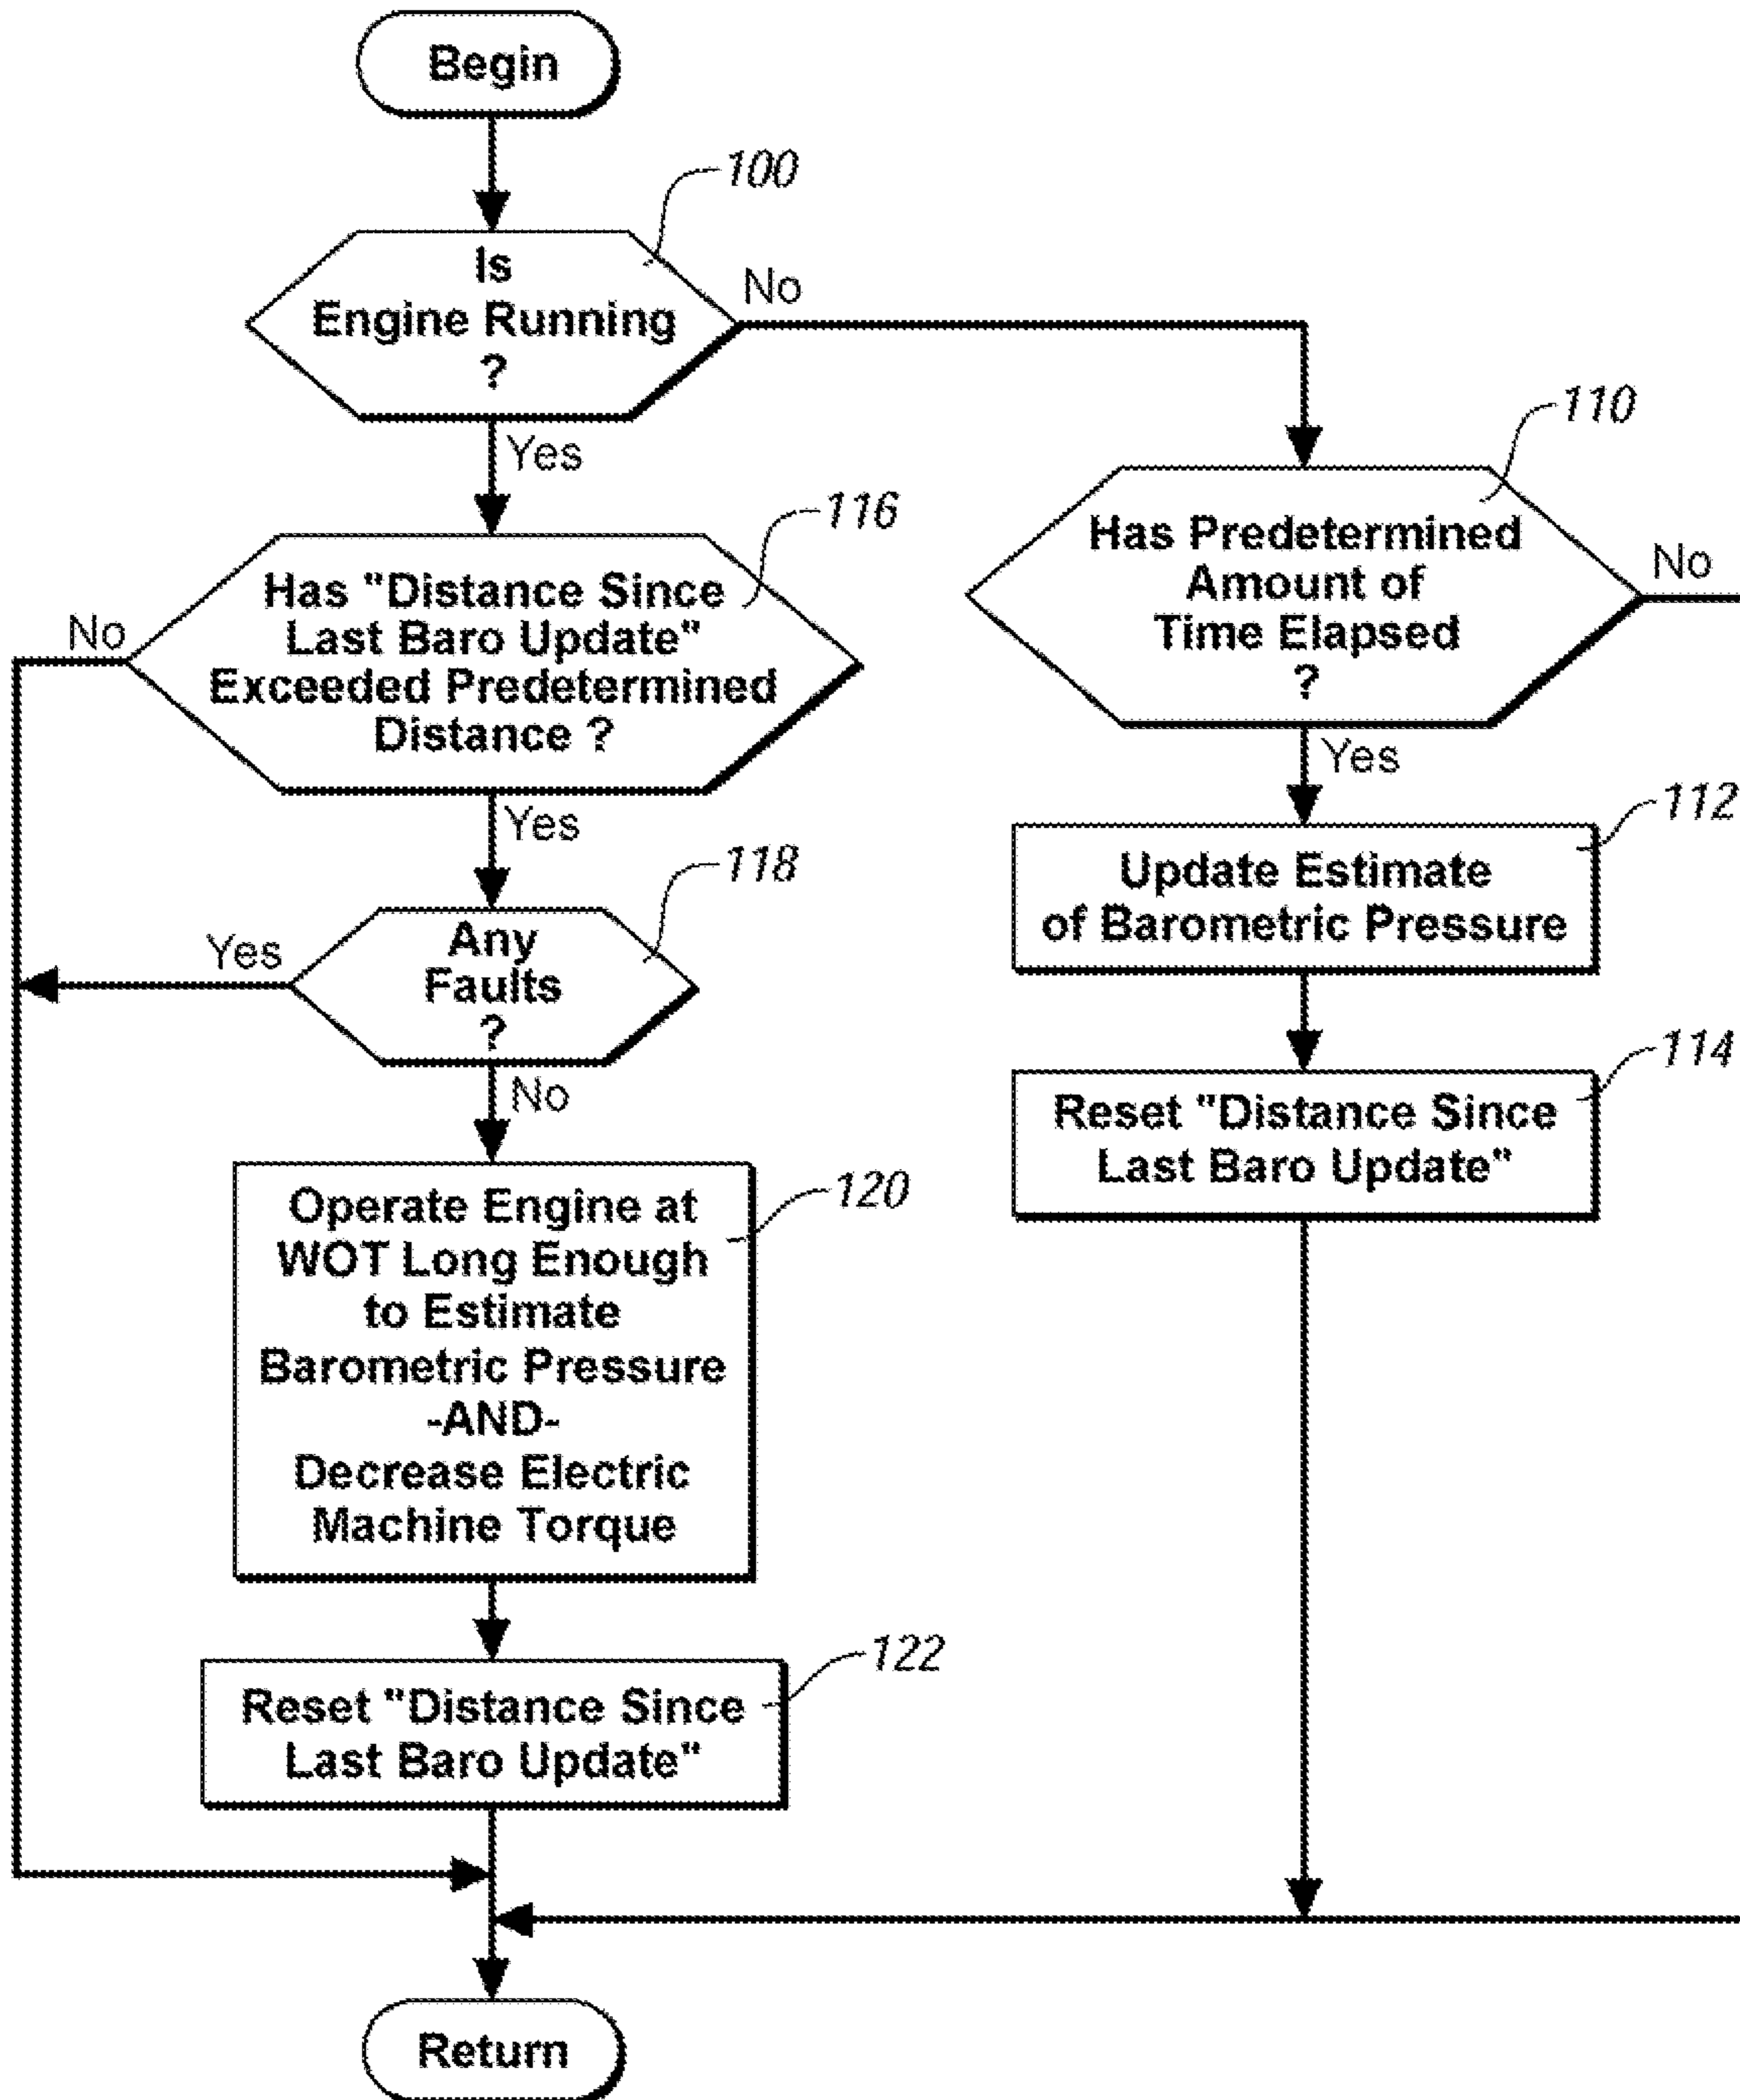 Begin
100
Is
Engine Running
?
No
Yes
110
Has Predetermined
Amount of
Time Elapsed
?
No
Yes
116
Has "Distance Since
Last Baro Update"
Exceeded Predetermined
Distance ?
No
Yes
112
Update Estimate
of Barometric Pressure
118
Any
Faults
?
Yes
No
114
Reset "Distance Since
Last Baro Update"
120
Operate Engine at
WOT Long Enough
to Estimate
Barometric Pressure
-AND-
Decrease Electric
Machine Torque
122
Reset "Distance Since
Last Baro Update"
Return